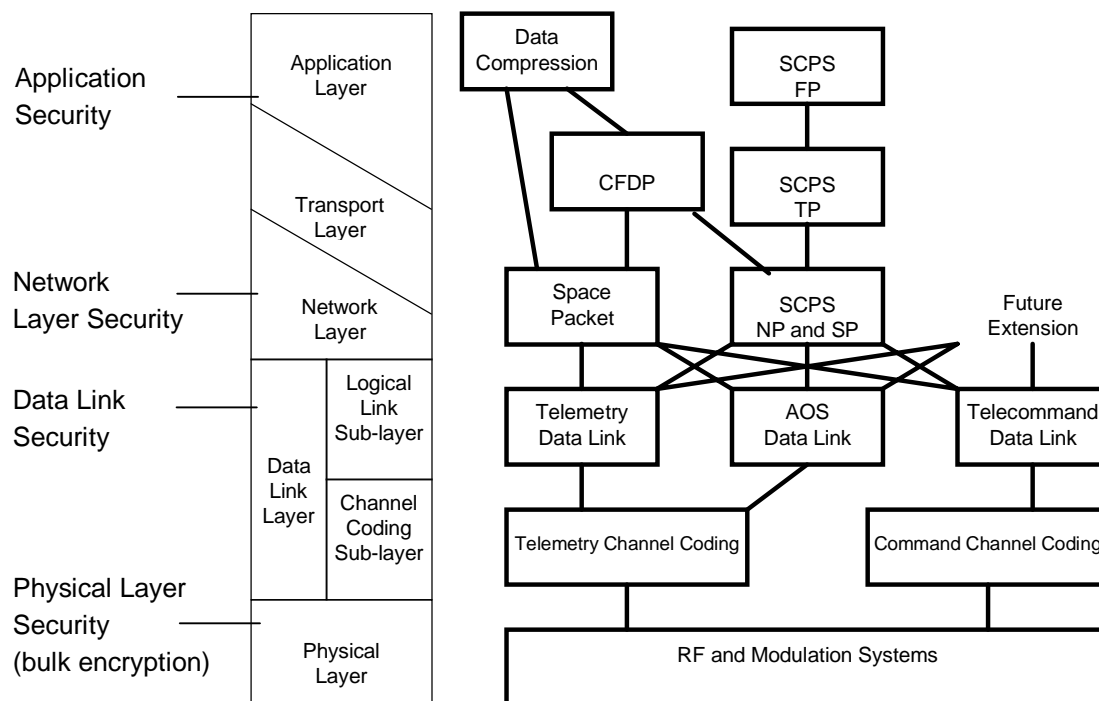 Application
Security
Network
Layer Security
Data Link
Security
Physical Layer
Security
(bulk encryption)
Application
Layer
Transport
Layer
Network
Layer
Data
Link
Layer
Logical
Link
Sub-layer
Channel
Coding
Sub-layer
Physical
Layer
Data
Compression
SCPS
FP
CFDP
SCPS
TP
Space
Packet
SCPS
NP and SP
Future
Extension
Telemetry
Data Link
AOS
Data Link
Telecommand
Data Link
Telemetry Channel Coding
Command Channel Coding
RF and Modulation Systems